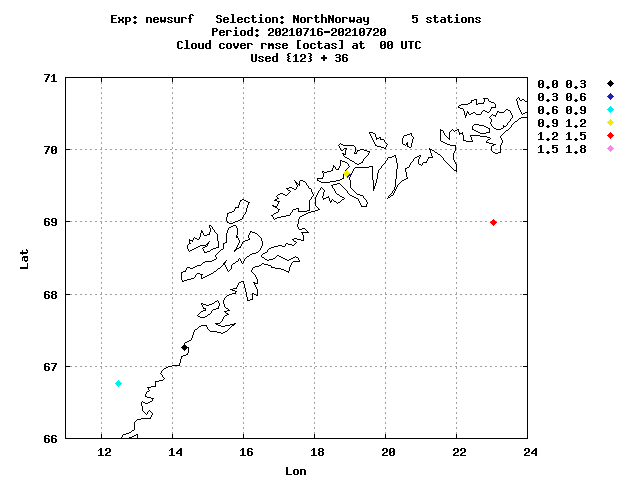 Exp: newsurf   Selection: NorthNorway      5 stations
Period: 20210716-20210720
Cloud cover rmse [octas] at  00 UTC
Used {12} + 36
71
70
69
68
67
66
Lat
12 14 16 18 20 22 24
Lon
0.0 0.3
0.3 0.6
0.6 0.9
0.9 1.2
1.2 1.5
1.5 1.8